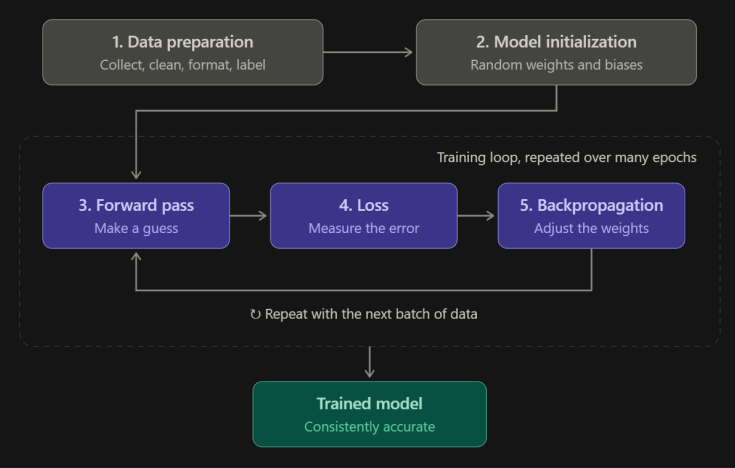 1. Data preparation
Collect, clean, format, label
2. Model initialization
Random weights and biases
Training loop, repeated over many epochs
3. Forward pass
Make a guess
4. Loss
Measure the error
5. Backpropagation
Adjust the weights
↻ Repeat with the next batch of data
Trained model
Consistently accurate